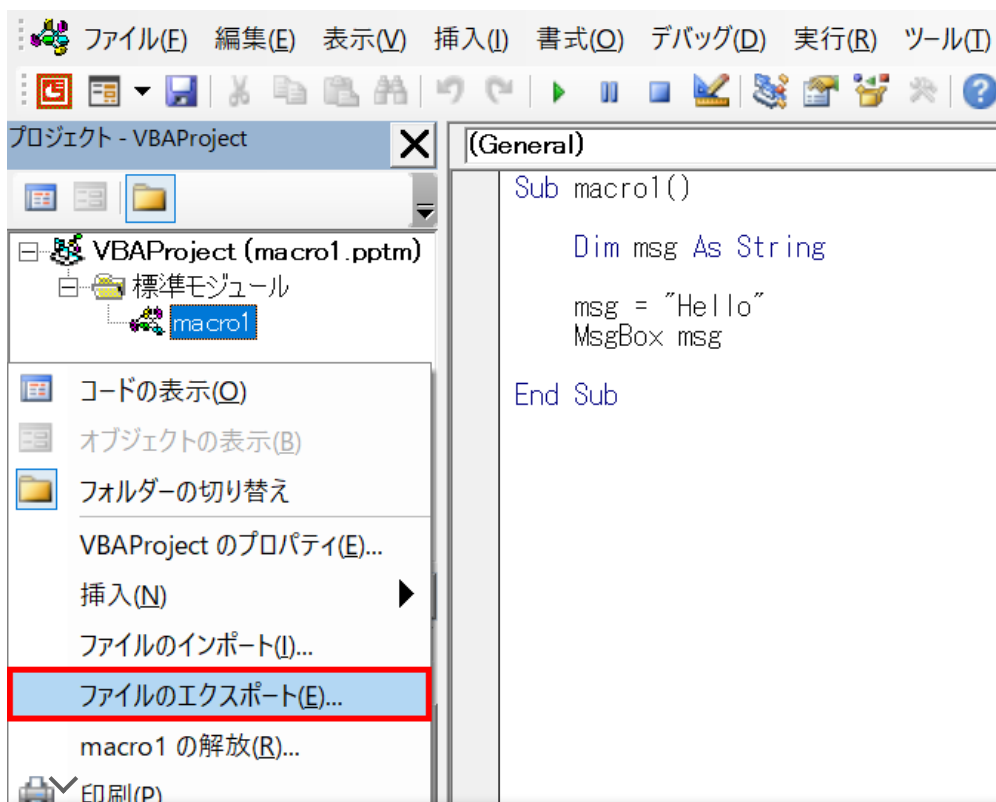 ファイル(F) 編集(E) 表示(V) 挿入(I) 書式(O) デバッグ(D) 実行(R) ツール(T)
プロジェクト - VBAProject
(General)
VBAProject (macro1.pptm)
標準モジュール
macro1
Sub macro1()
Dim msg As String
msg = "Hello"
MsgBox msg
End Sub
コードの表示(O)
オブジェクトの表示(B)
フォルダーの切り替え
VBAProject のプロパティ(E)...
挿入(N)
ファイルのインポート(I)...
ファイルのエクスポート(E)...
macro1 の解放(R)...
印刷(P)